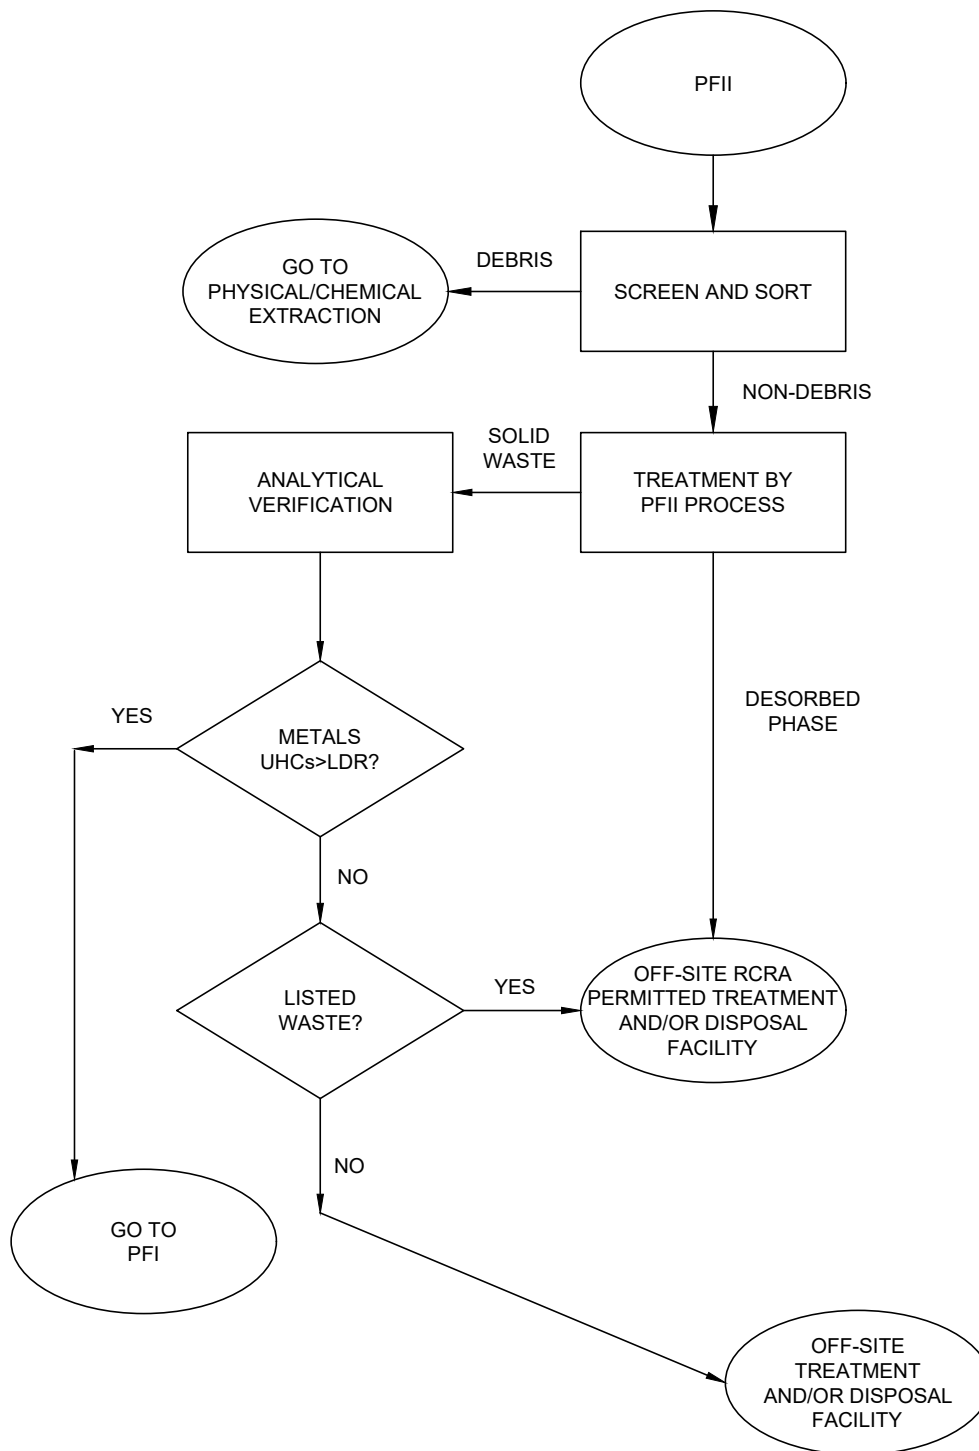 PFII
DEBRIS
GO TO
PHYSICAL/CHEMICAL
EXTRACTION
SCREEN AND SORT
NON-DEBRIS
SOLID
WASTE
ANALYTICAL
VERIFICATION
TREATMENT BY
PFII PROCESS
DESORBED
PHASE
YES
METALS
UHCs>LDR?
NO
LISTED
WASTE?
YES
OFF-SITE RCRA
PERMITTED TREATMENT
AND/OR DISPOSAL
FACILITY
NO
GO TO
PFI
OFF-SITE
TREATMENT
AND/OR DISPOSAL
FACILITY